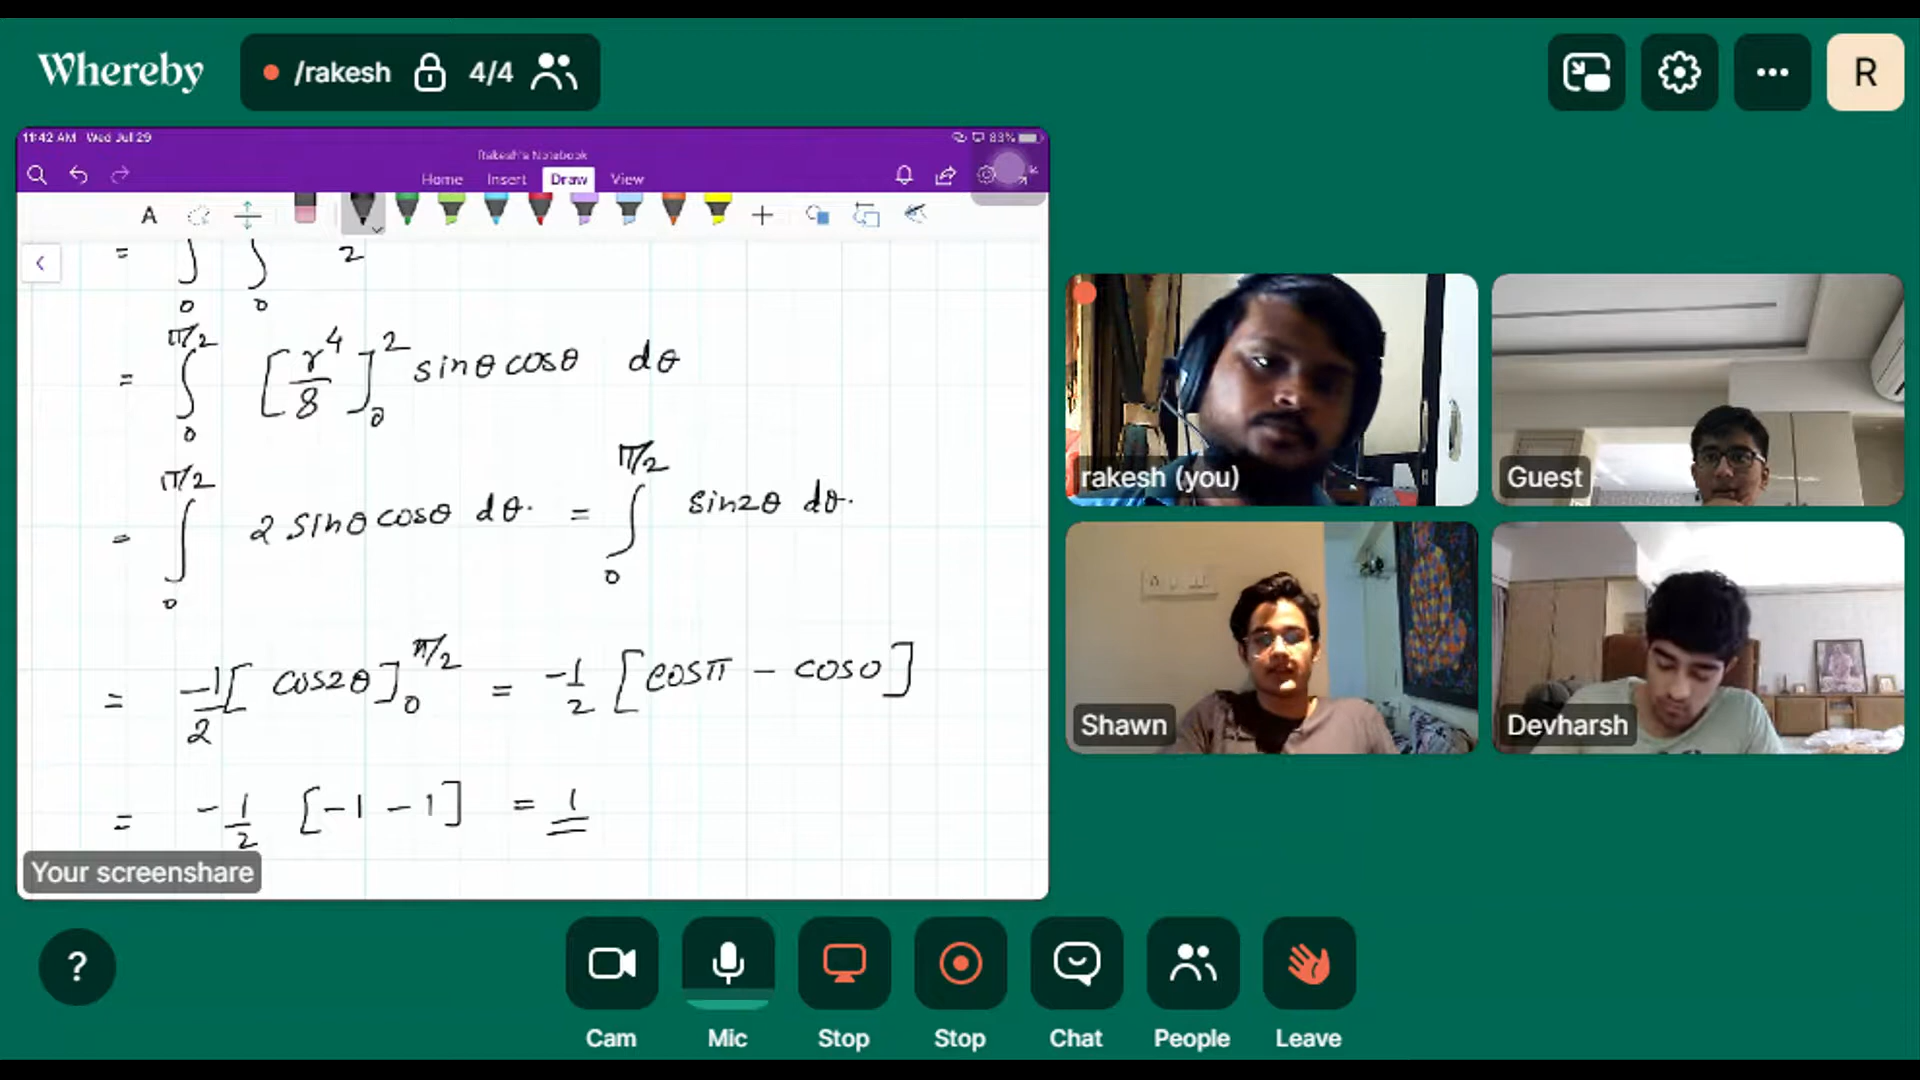 Whereby
/rakesh 4/4
R
11:42 AM Wed Jul 29
83%
Rakesh's Notebook
Home Insert Draw View
A
= ∫ ∫ 2
0 0
= ∫₀^{π/2} [r⁴/8]₀² sinθ cosθ dθ
= ∫₀^{π/2} 2 sinθ cosθ dθ. = ∫₀^{π/2} sin2θ dθ.
= -1/2 [cos2θ]₀^{π/2} = -1/2 [cosπ - cos0]
= -1/2 [-1 - 1] = 1
Your screenshare
rakesh (you)
Guest
Shawn
Devharsh
?
Cam Mic Stop Stop Chat People Leave